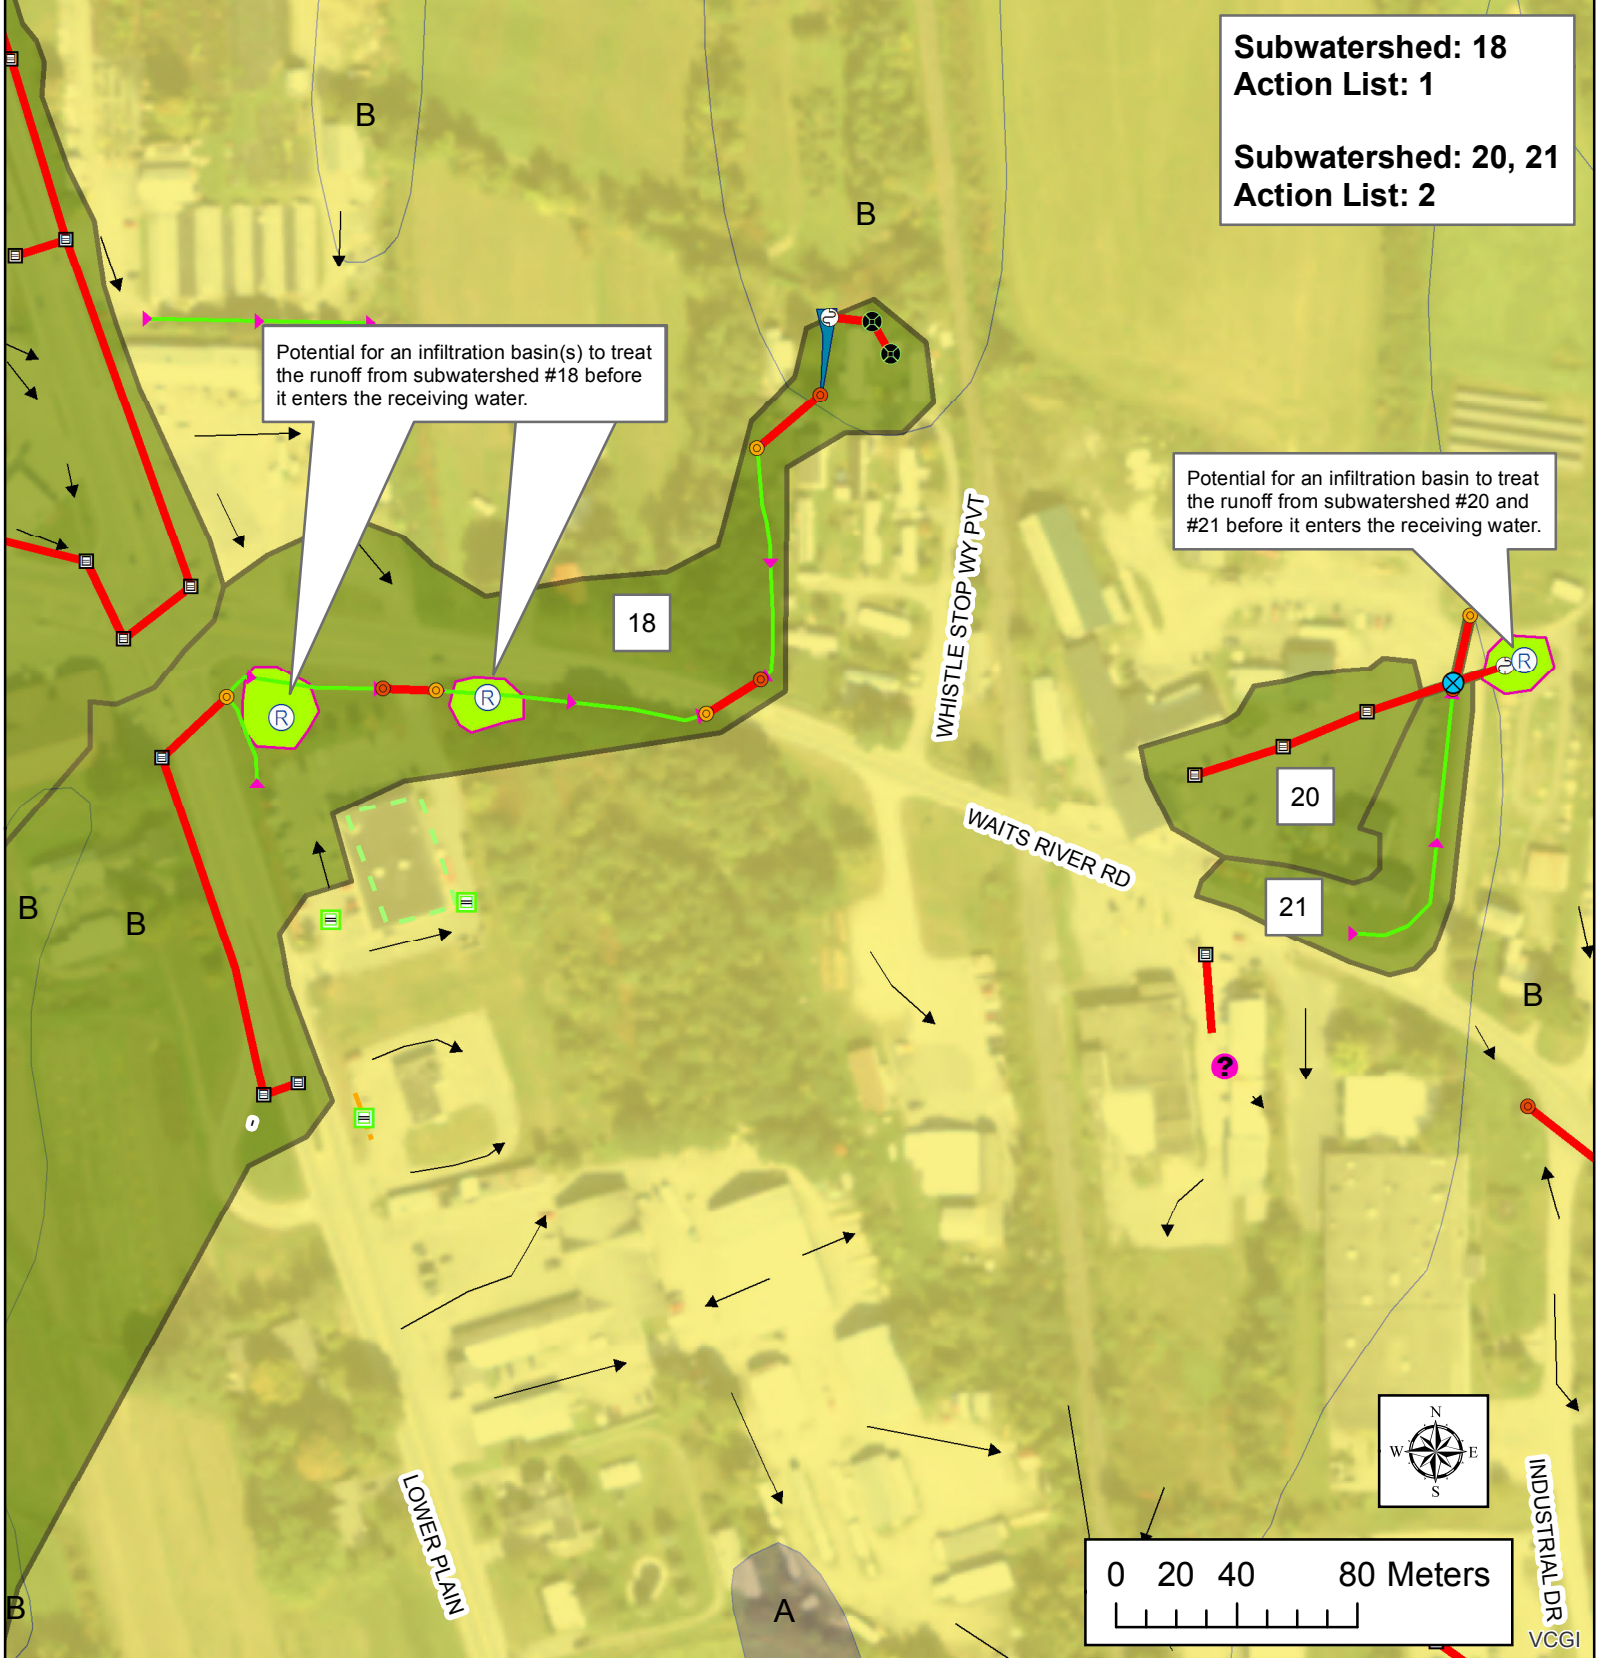 Subwatershed: 18
Action List: 1
Subwatershed: 20, 21
Action List: 2
B
B
Potential for an infiltration basin(s) to treat
the runoff from subwatershed #18 before
it enters the receiving water.
Potential for an infiltration basin to treat
the runoff from subwatershed #20 and
#21 before it enters the receiving water.
WHISTLE STOP WY PVT
18
R
R
R
20
WAITS RIVER RD
21
B
B
B
?
N
W E
S
LOWER PLAIN
INDUSTRIAL DR
0 20 40 80 Meters
B
A
VCGI